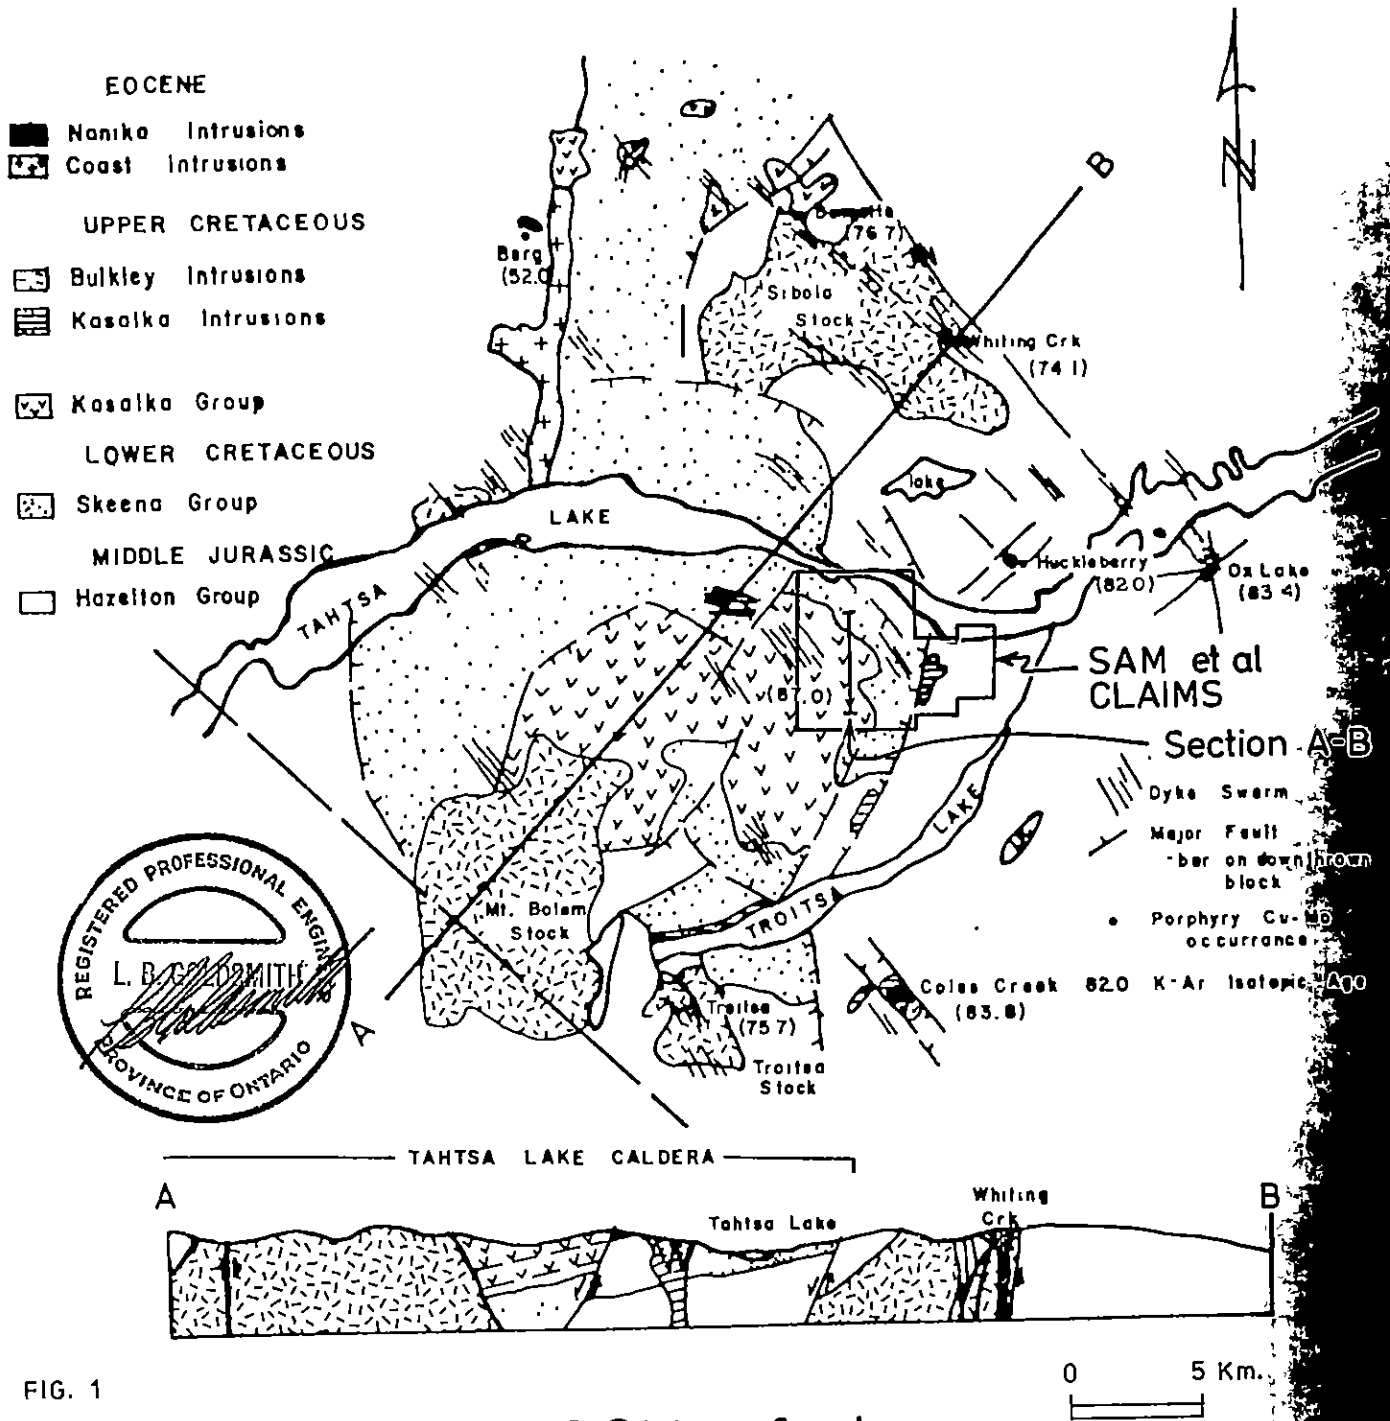 EOCENE
Nanika Intrusions
Coast Intrusions
UPPER CRETACEOUS
Bulkley Intrusions
Kasalka Intrusions
Kasalka Group
LOWER CRETACEOUS
Skeena Group
MIDDLE JURASSIC
Hazelton Group
N
B
Berg
(52.0
(76.7)
Sibola
Stock
Whiting Crk
(74.1)
lake
LAKE
TAHTSA
Huckleberry
(82.0)
Ox Lake
(83.4)
SAM et al
CLAIMS
(87.0)
Section A-B
Dyke Swarm
Major Fault
-bar on downthrown
block
Porphyry Cu-Mo
occurrance
82.0 K-Ar Isotopic Age
LAKE
TROITSA
Mt. Bolom
Stock
Coles Creek
(83.8)
Troitsa
(75.7)
Troitsa
Stock
A
REGISTERED PROFESSIONAL ENGINEER
L. B. GOLDSMITH
PROVINCE OF ONTARIO
TAHTSA LAKE CALDERA
A
Tahtsa Lake
Whiting
Crk
B
FIG. 1
0 5 Km.